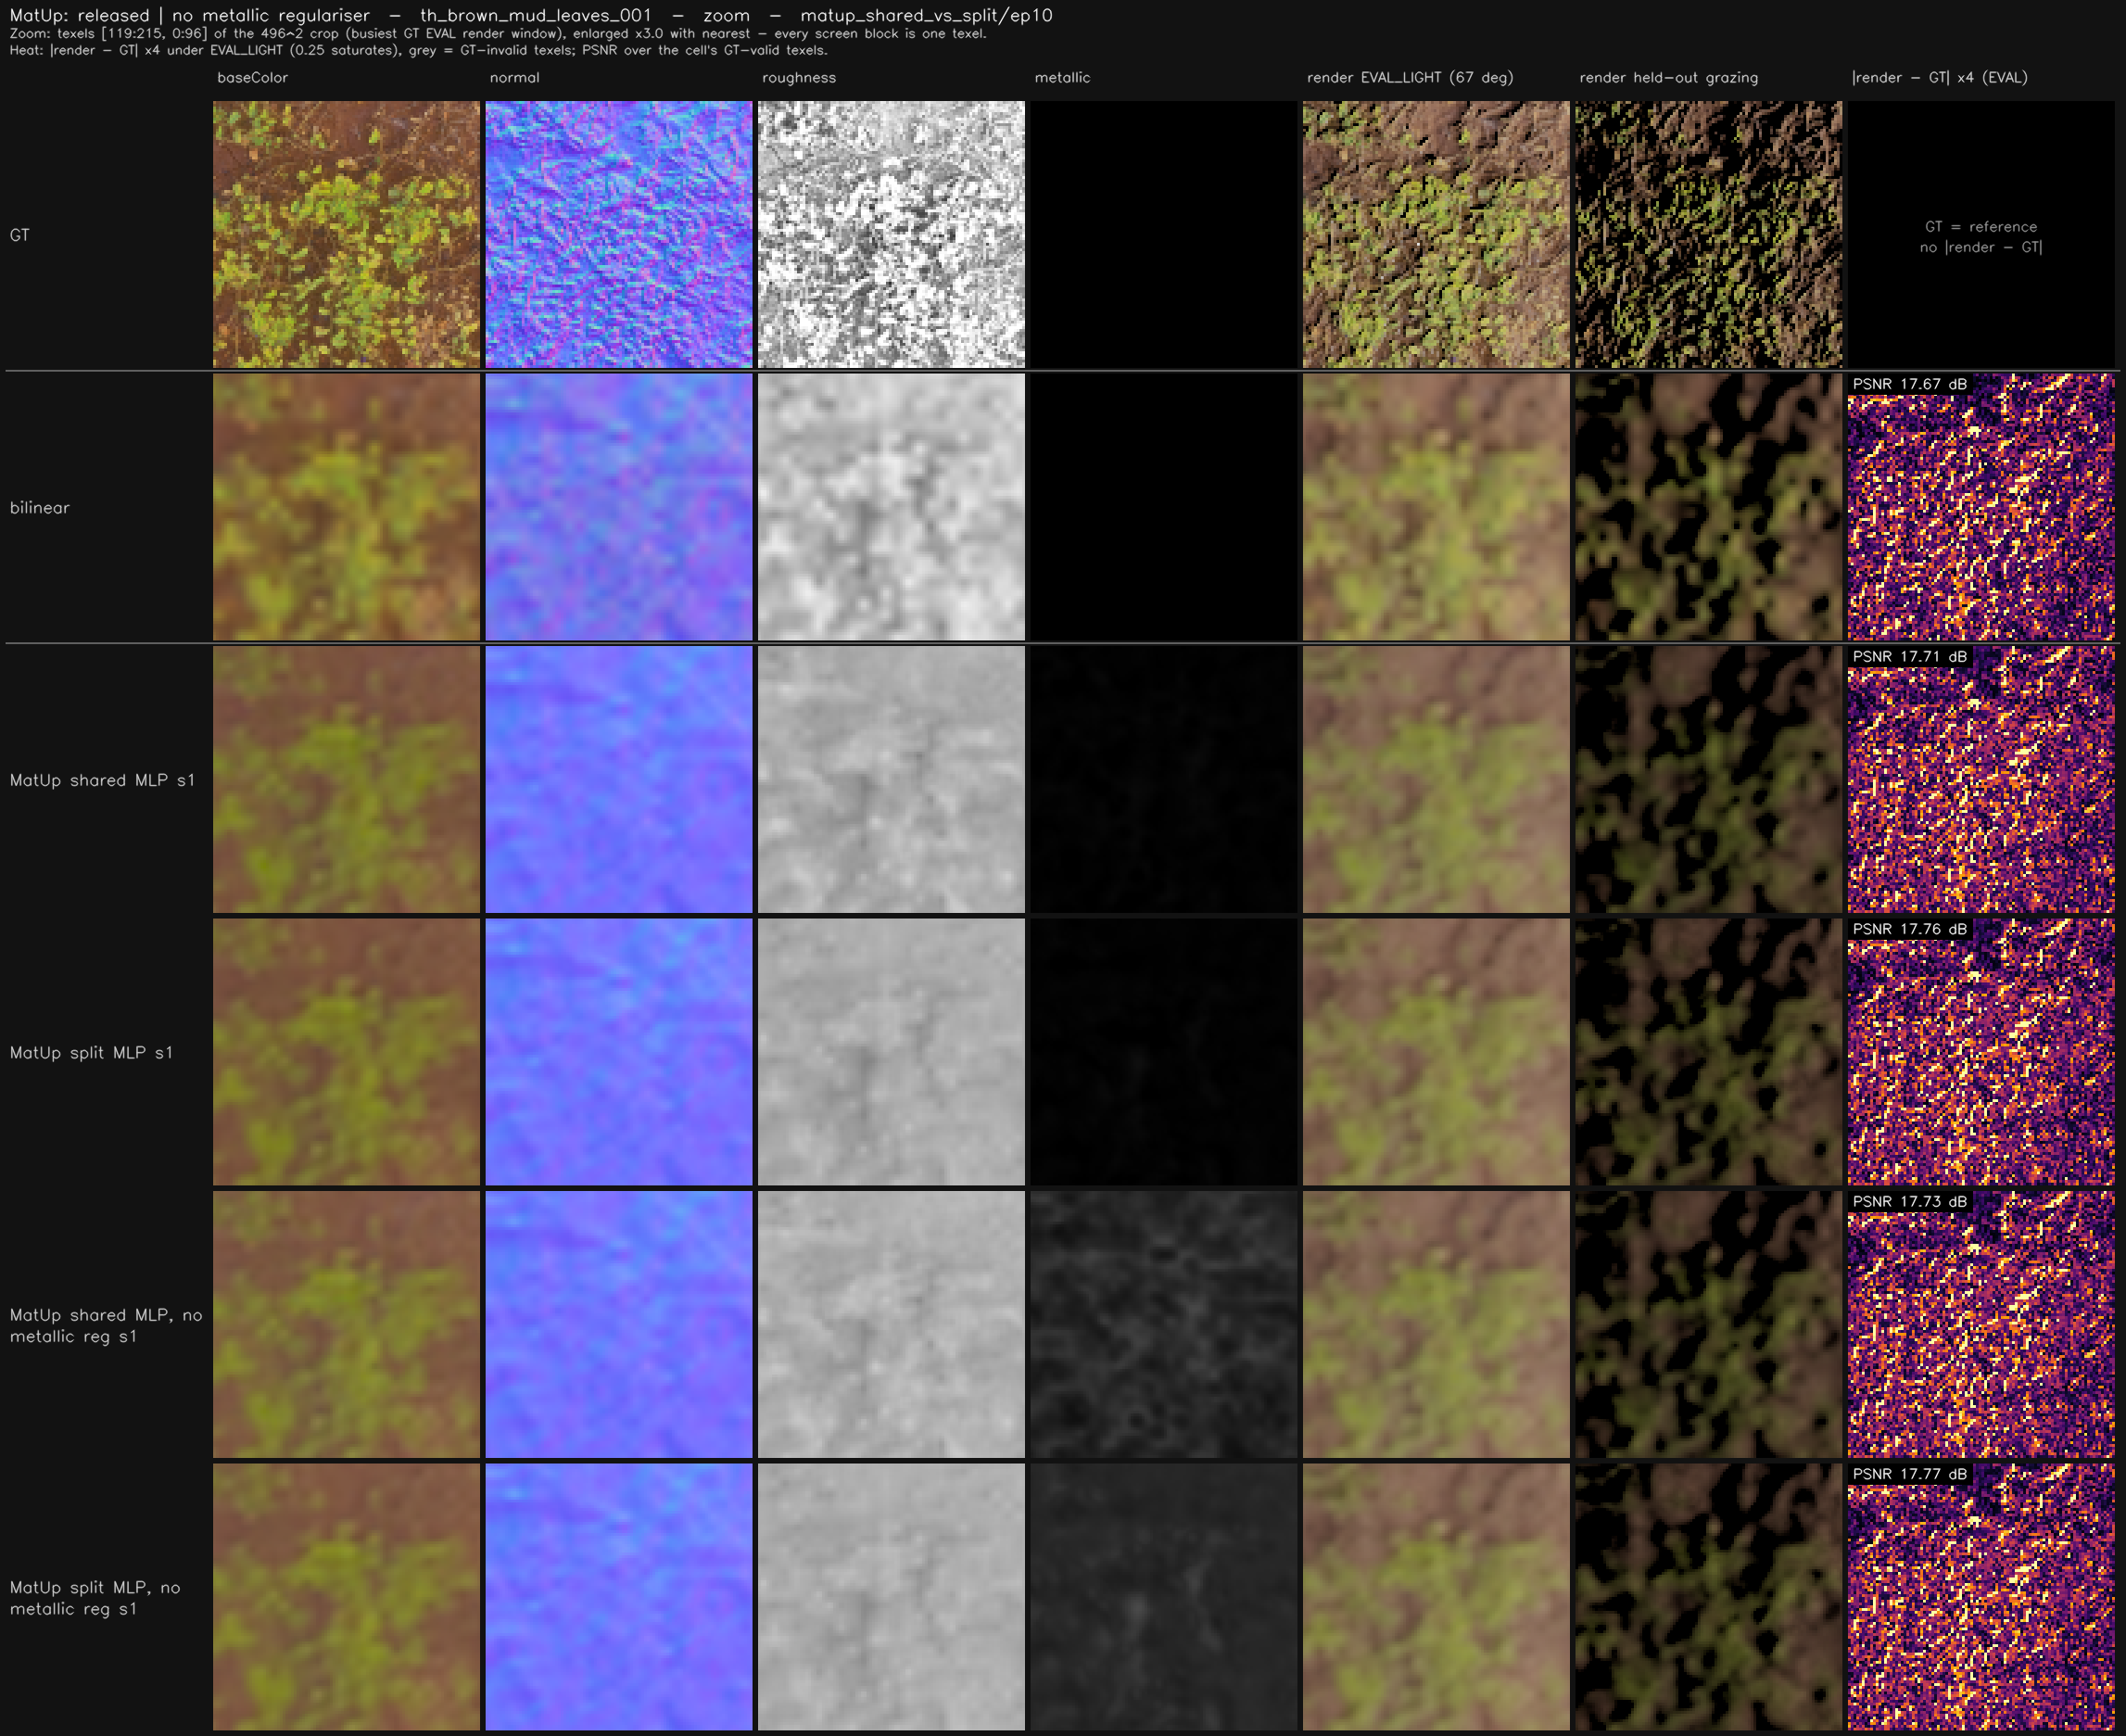 MatUp: released | no metallic regulariser — th_brown_mud_leaves_001 — zoom — matup_shared_vs_split/ep10
Zoom: texels [119:215, 0:96] of the 496^2 crop (busiest GT EVAL render window), enlarged x3.0 with nearest — every screen block is one texel.
Heat: |render — GT| x4 under EVAL_LIGHT (0.25 saturates), grey = GT-invalid texels; PSNR over the cell's GT-valid texels.
baseColor normal roughness metallic render EVAL_LIGHT (67 deg) render held-out grazing |render — GT| x4 (EVAL)
GT
GT = reference
no |render — GT|
bilinear
PSNR 17.67 dB
MatUp shared MLP s1
PSNR 17.71 dB
MatUp split MLP s1
PSNR 17.76 dB
MatUp shared MLP, no
metallic reg s1
PSNR 17.73 dB
MatUp split MLP, no
metallic reg s1
PSNR 17.77 dB